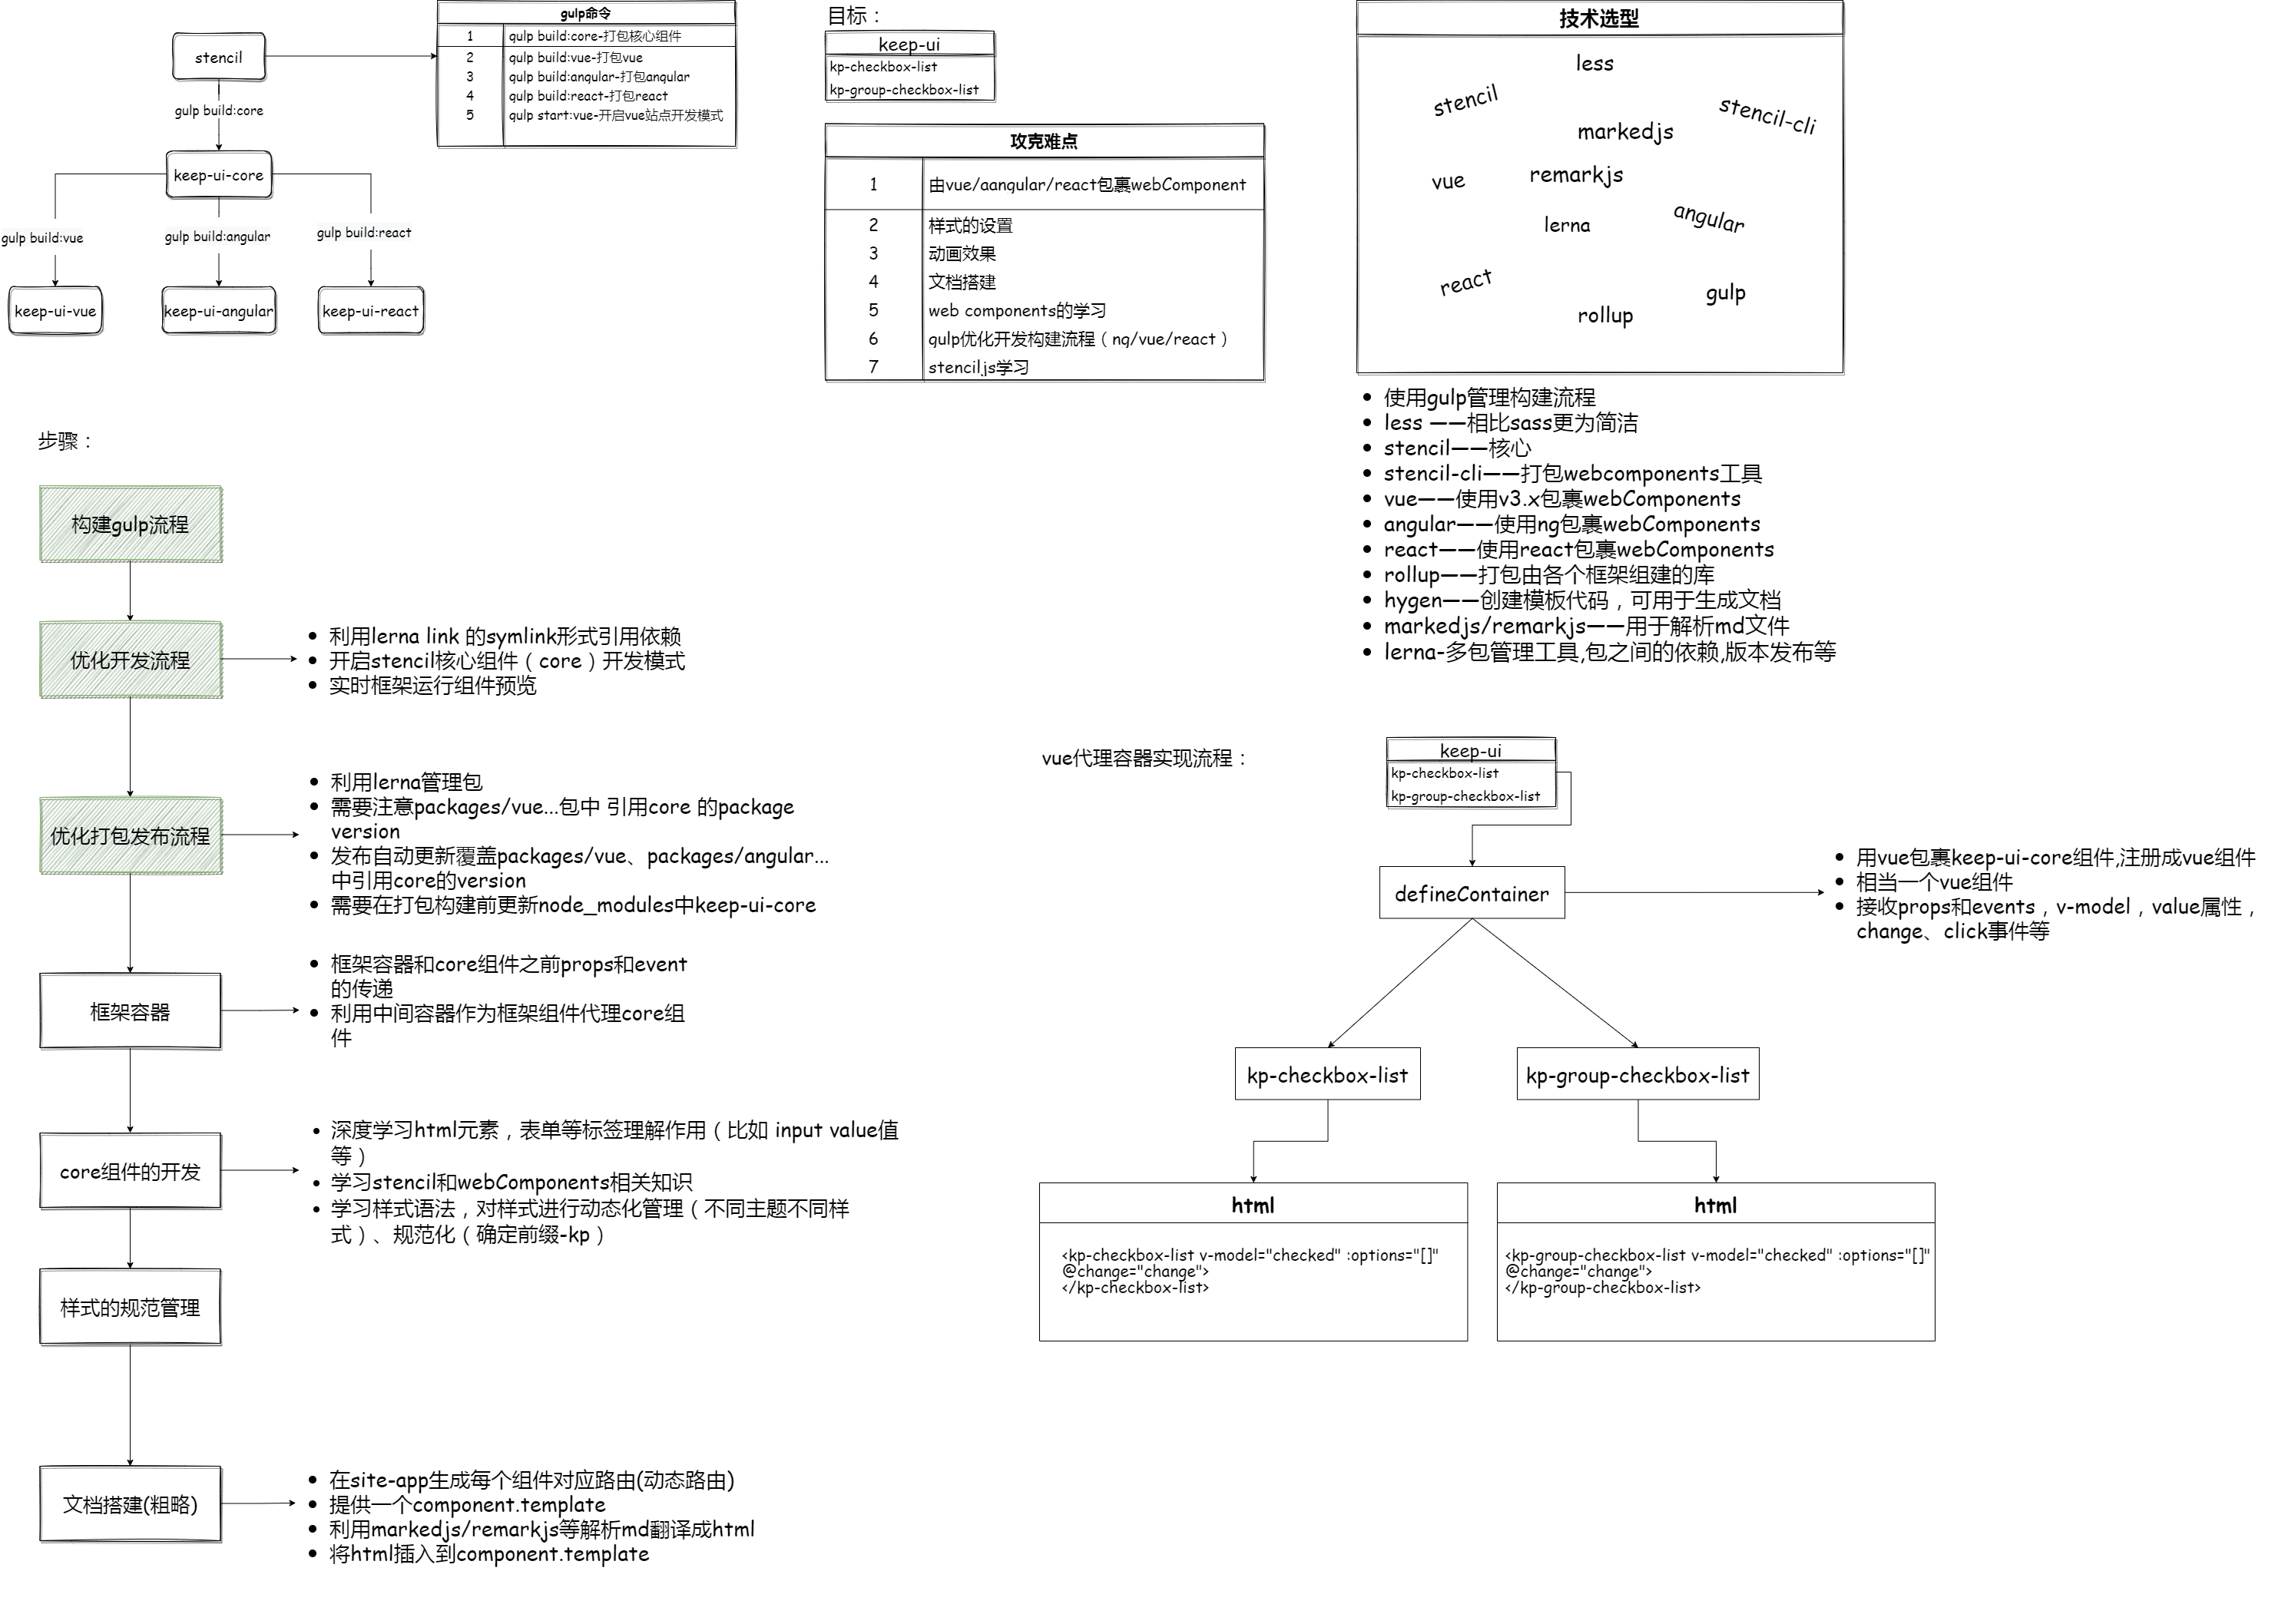 stencil
gulp build:core
keep-ui-core
gulp build:vue
gulp build:angular
gulp build:react
keep-ui-vue
keep-ui-angular
keep-ui-react
gulp命令
1 gulp build:core-打包核心组件
2 gulp build:vue-打包vue
3 gulp build:angular-打包angular
4 gulp build:react-打包react
5 gulp start:vue-开启vue站点开发模式
目标：
keep-ui
kp-checkbox-list
kp-group-checkbox-list
攻克难点
1 由vue/aangular/react包裹webComponent
2 样式的设置
3 动画效果
4 文档搭建
5 web components的学习
6 gulp优化开发构建流程（ng/vue/react）
7 stenciljs学习
技术选型
less
stencil
stencil-cli
markedjs
vue
remarkjs
lerna
angular
react
gulp
rollup
• 使用gulp管理构建流程
• less ——相比sass更为简洁
• stencil——核心
• stencil-cli——打包webcomponents工具
• vue——使用v3.x包裹webComponents
• angular——使用ng包裹webComponents
• react——使用react包裹webComponents
• rollup——打包由各个框架组建的库
• hygen——创建模板代码，可用于生成文档
• markedjs/remarkjs——用于解析md文件
• lerna-多包管理工具,包之间的依赖,版本发布等
步骤：
构建gulp流程
优化开发流程
• 利用lerna link 的symlink形式引用依赖
• 开启stencil核心组件（core）开发模式
• 实时框架运行组件预览
优化打包发布流程
• 利用lerna管理包
• 需要注意packages/vue...包中 引用core 的package
version
• 发布自动更新覆盖packages/vue、packages/angular...
中引用core的version
• 需要在打包构建前更新node_modules中keep-ui-core
框架容器
• 框架容器和core组件之前props和event
的传递
• 利用中间容器作为框架组件代理core组
件
core组件的开发
• 深度学习html元素，表单等标签理解作用（比如 input value值
等）
• 学习stencil和webComponents相关知识
• 学习样式语法，对样式进行动态化管理（不同主题不同样
式）、规范化（确定前缀-kp）
样式的规范管理
文档搭建(粗略)
• 在site-app生成每个组件对应路由(动态路由)
• 提供一个component.template
• 利用markedjs/remarkjs等解析md翻译成html
• 将html插入到component.template
vue代理容器实现流程：
keep-ui
kp-checkbox-list
kp-group-checkbox-list
defineContainer
• 用vue包裹keep-ui-core组件,注册成vue组件
• 相当一个vue组件
• 接收props和events，v-model，value属性，
change、click事件等
kp-checkbox-list
kp-group-checkbox-list
html
<kp-checkbox-list v-model="checked" :options="[]"
@change="change">
</kp-checkbox-list>
html
<kp-group-checkbox-list v-model="checked" :options="[]"
@change="change">
</kp-group-checkbox-list>